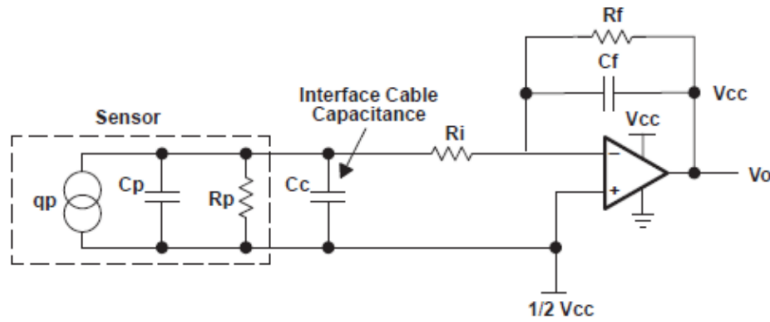 Rf
Cf
Vcc
Sensor
Interface Cable
Capacitance
Ri
Vcc
qp
Cp
Rp
Cc
−
+
Vo
1/2 Vcc